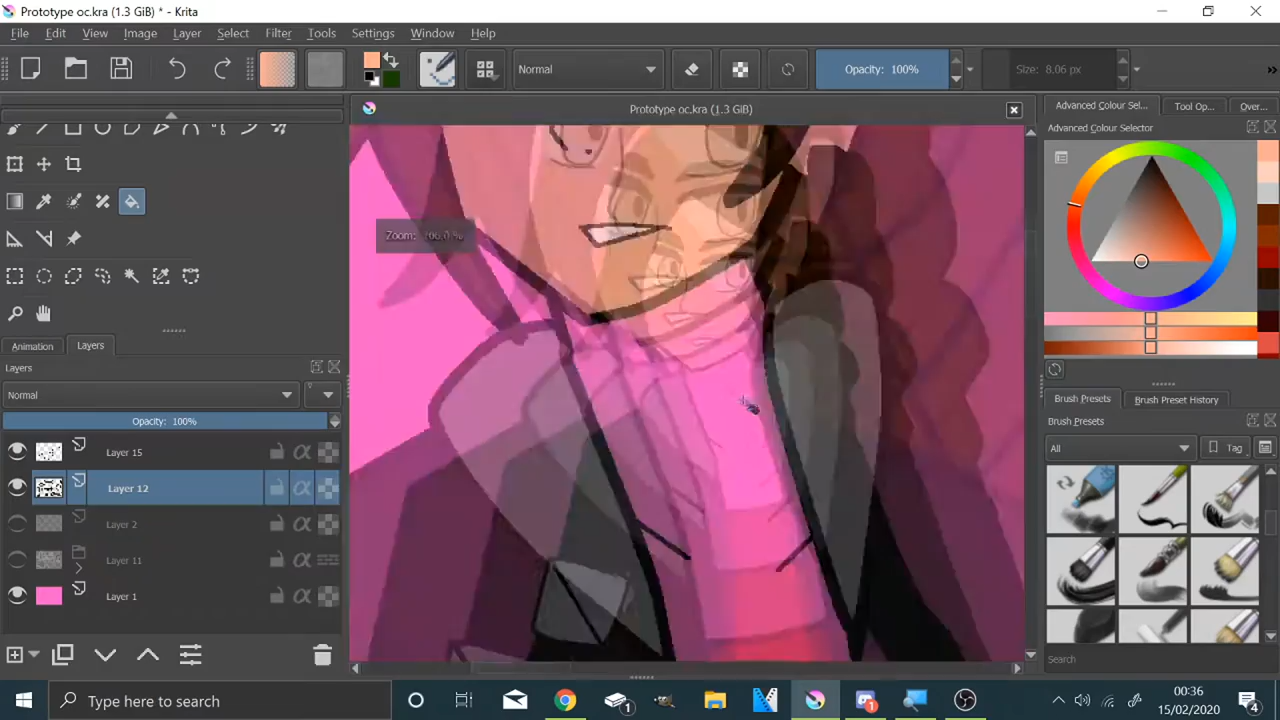 Prototype oc.kra (1.3 GiB) * - Krita
File Edit View Image Layer Select Filter Tools Settings Window Help
Normal Opacity: 100% Size: 8.06 px »
Prototype oc.kra (1.3 GiB)
Advanced Colour Sel... Tool Op... Over...
Advanced Colour Selector
Zoom:
Animation Layers
Layers
Normal
Opacity: 100%
Layer 15
Layer 12
Layer 2
Layer 11
Layer 1
Brush Presets Brush Preset History
Brush Presets
All Tag
Search
Type here to search
1
1
00:36
15/02/2020
4